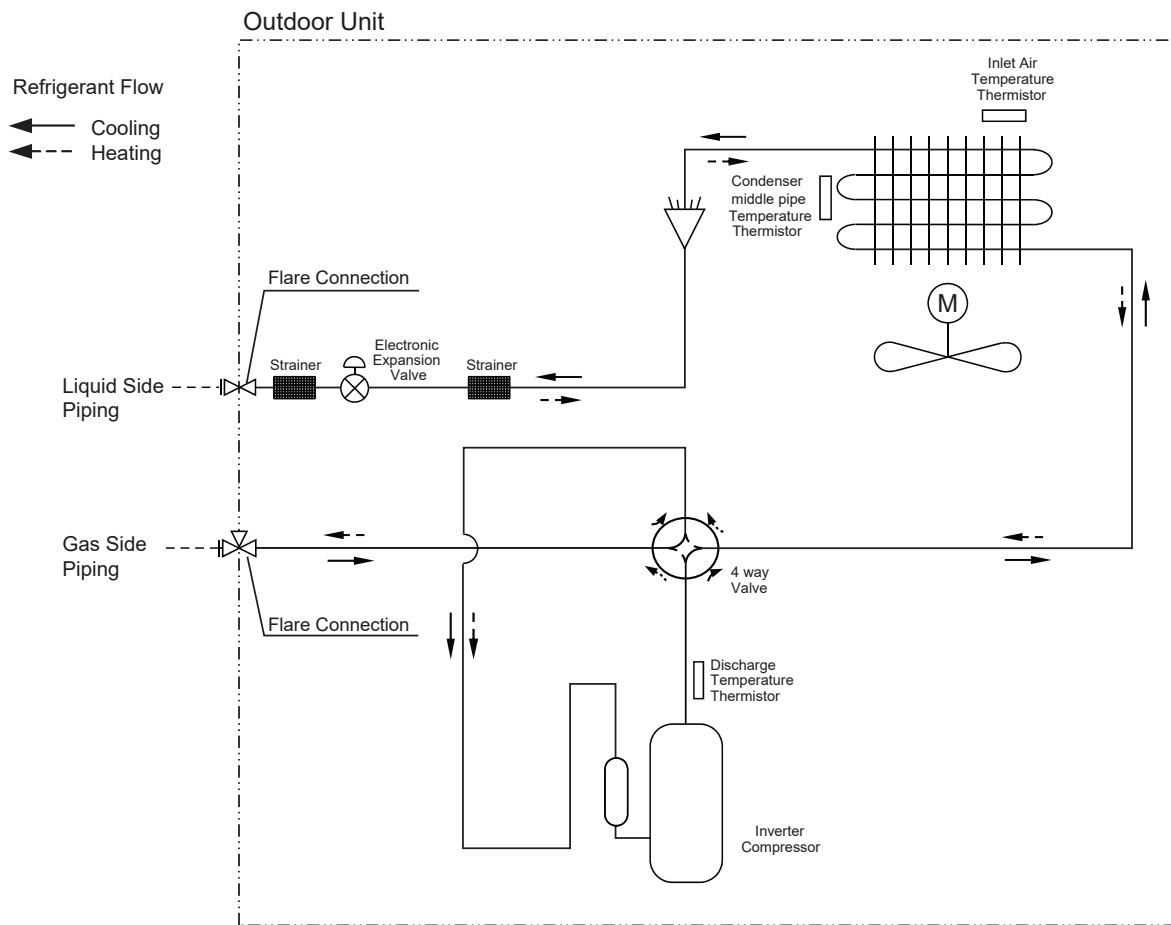 Outdoor Unit
Refrigerant Flow
Cooling
Heating
Inlet Air
Temperature
Thermistor
Condenser
middle pipe
Temperature
Thermistor
M
Flare Connection
Strainer
Electronic
Expansion
Valve
Strainer
Liquid Side
Piping
Gas Side
Piping
4 way
Valve
Flare Connection
Discharge
Temperature
Thermistor
Inverter
Compressor